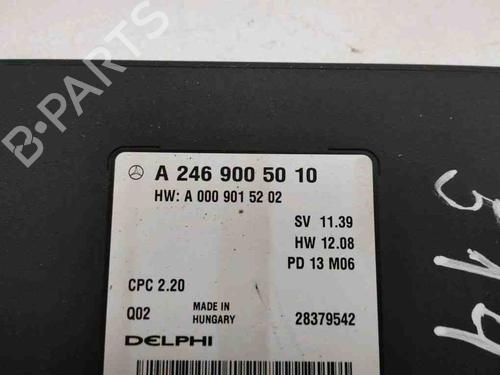 B-PARTS
A 246 900 50 10
HW: A 000 901 52 02
SV 11.39
HW 12.08
PD 13 M06
CPC 2.20
Q02
MADE IN
HUNGARY
28379542
DELPHI